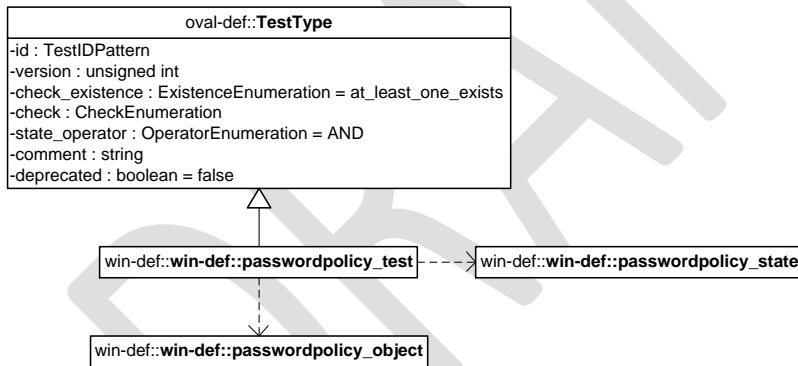 oval-def::TestType
-id : TestIDPattern
-version : unsigned int
-check_existence : ExistenceEnumeration = at_least_one_exists
-check : CheckEnumeration
-state_operator : OperatorEnumeration = AND
-comment : string
-deprecated : boolean = false
win-def::win-def::passwordpolicy_test
win-def::win-def::passwordpolicy_state
win-def::win-def::passwordpolicy_object